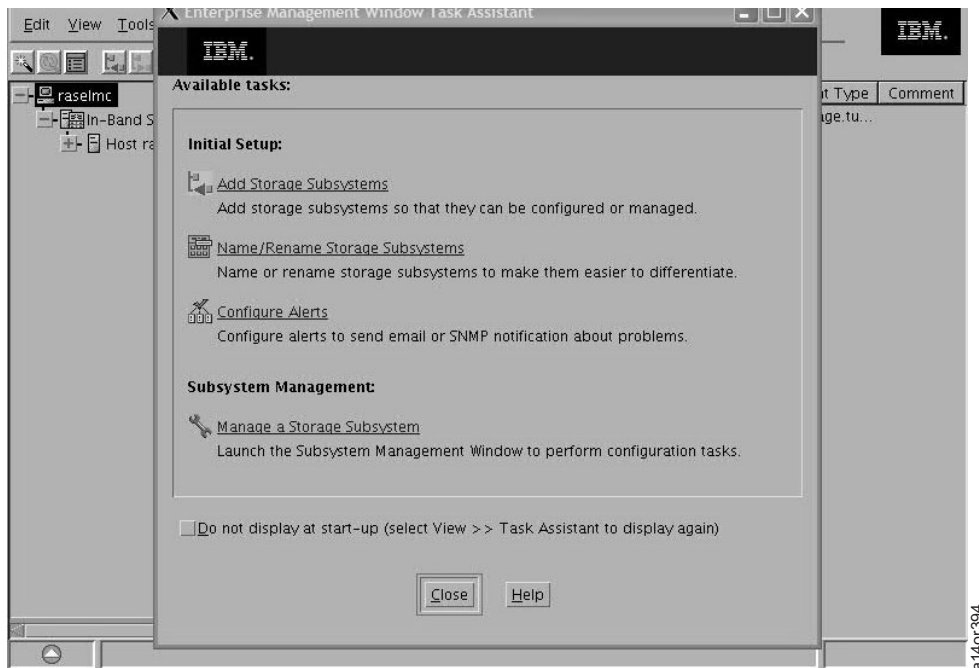 Enterprise Management Window Task Assistant
Edit View Tools
IBM.
IBM.
Available tasks:
raselmc
In-Band S
Host ra
nt Type Comment
age.tu...
Initial Setup:
Add Storage Subsystems
Add storage subsystems so that they can be configured or managed.
Name/Rename Storage Subsystems
Name or rename storage subsystems to make them easier to differentiate.
Configure Alerts
Configure alerts to send email or SNMP notification about problems.
Subsystem Management:
Manage a Storage Subsystem
Launch the Subsystem Management Window to perform configuration tasks.
Do not display at start-up (select View >> Task Assistant to display again)
Close Help